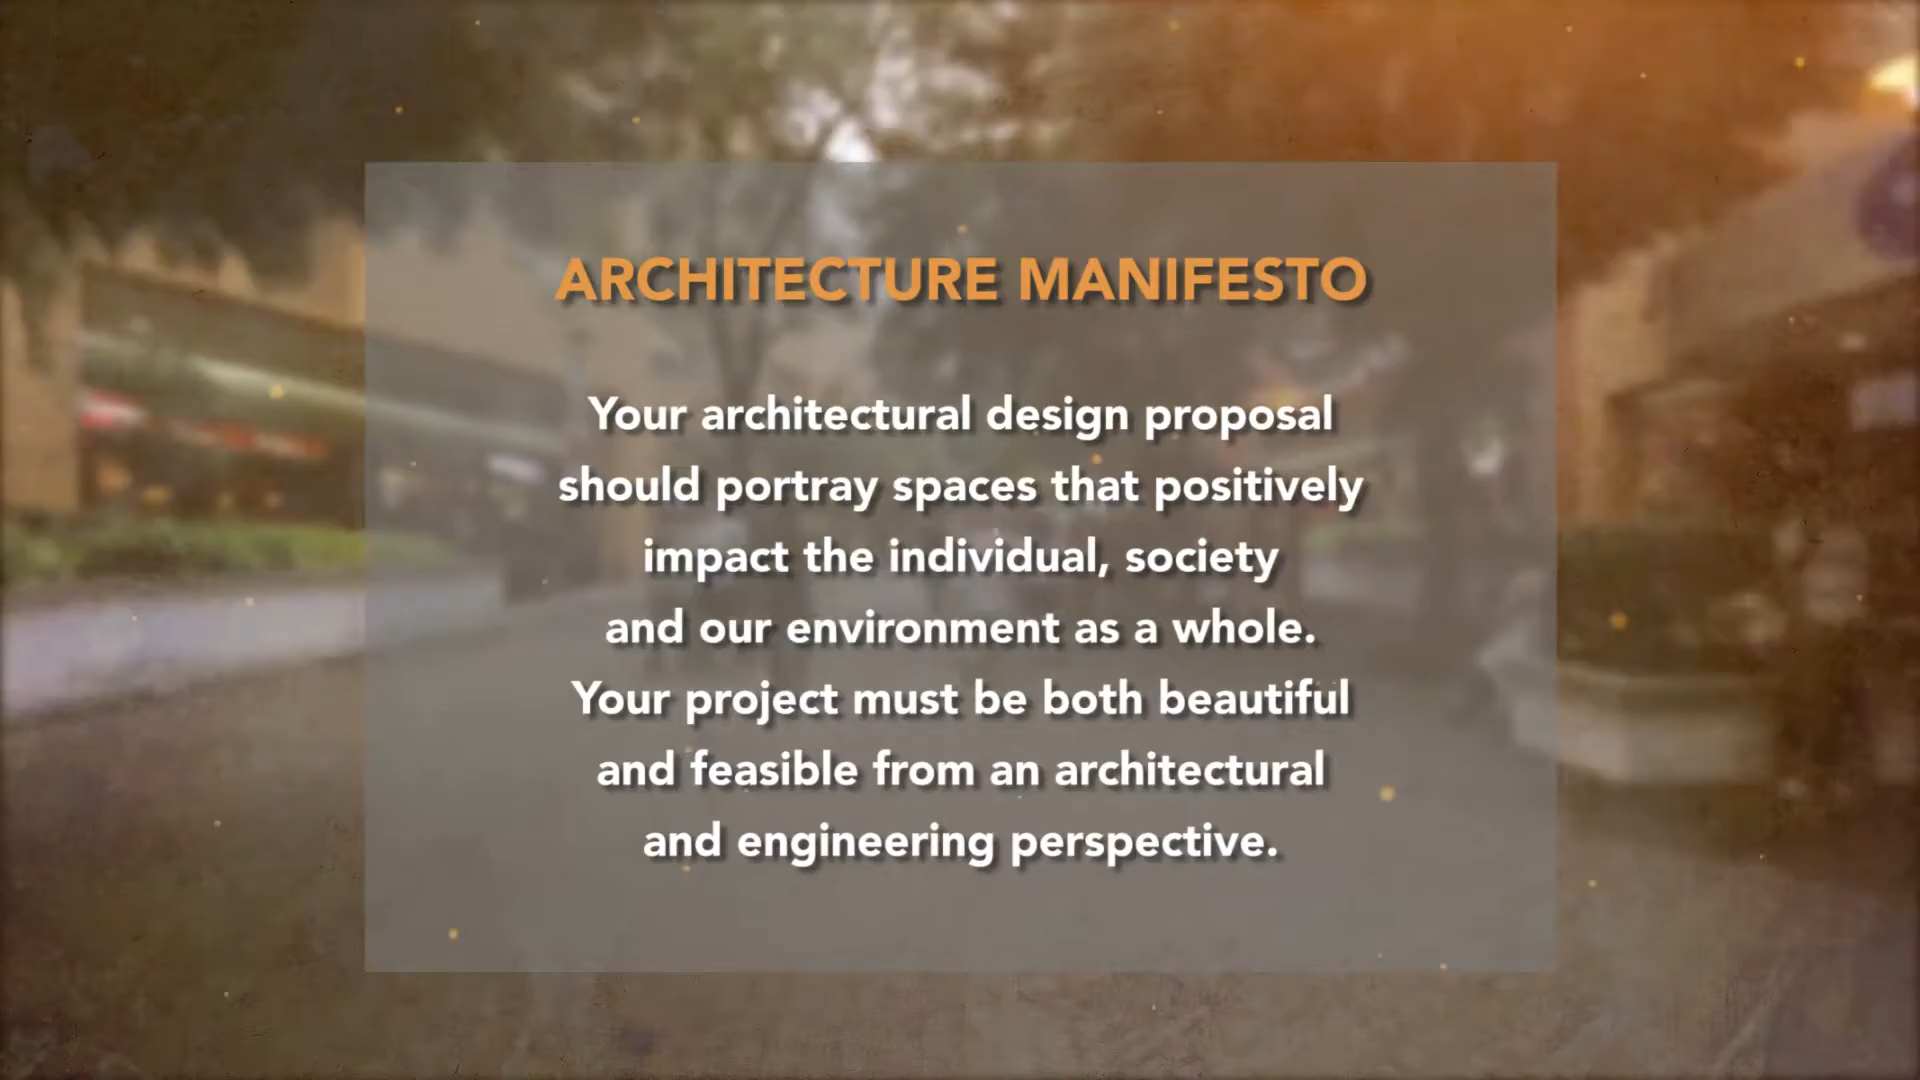 ARCHITECTURE MANIFESTO
Your architectural design proposal
should portray spaces that positively
impact the individual, society
and our environment as a whole.
Your project must be both beautiful
and feasible from an architectural
and engineering perspective.